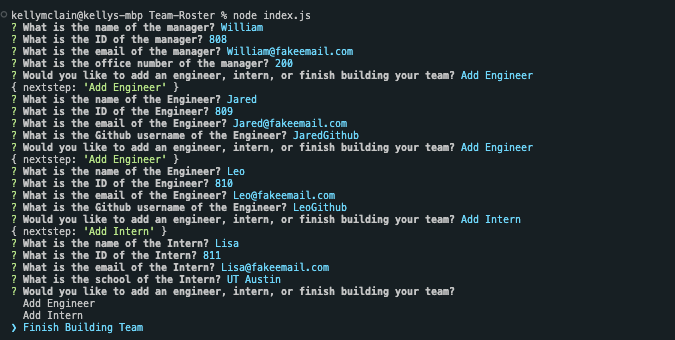 kellymclain@kellys-mbp Team-Roster % node index.js
? What is the name of the manager? William
? What is the ID of the manager? 808
? What is the email of the manager? William@fakeemail.com
? What is the office number of the manager? 200
? Would you like to add an engineer, intern, or finish building your team? Add Engineer
{ nextstep: 'Add Engineer' }
? What is the name of the Engineer? Jared
? What is the ID of the Engineer? 809
? What is the email of the Engineer? Jared@fakeemail.com
? What is the Github username of the Engineer? JaredGithub
? Would you like to add an engineer, intern, or finish building your team? Add Engineer
{ nextstep: 'Add Engineer' }
? What is the name of the Engineer? Leo
? What is the ID of the Engineer? 810
? What is the email of the Engineer? Leo@fakeemail.com
? What is the Github username of the Engineer? LeoGithub
? Would you like to add an engineer, intern, or finish building your team? Add Intern
{ nextstep: 'Add Intern' }
? What is the name of the Intern? Lisa
? What is the ID of the Intern? 811
? What is the email of the Intern? Lisa@fakeemail.com
? What is the school of the Intern? UT Austin
? Would you like to add an engineer, intern, or finish building your team?
Add Engineer
Add Intern
❯ Finish Building Team